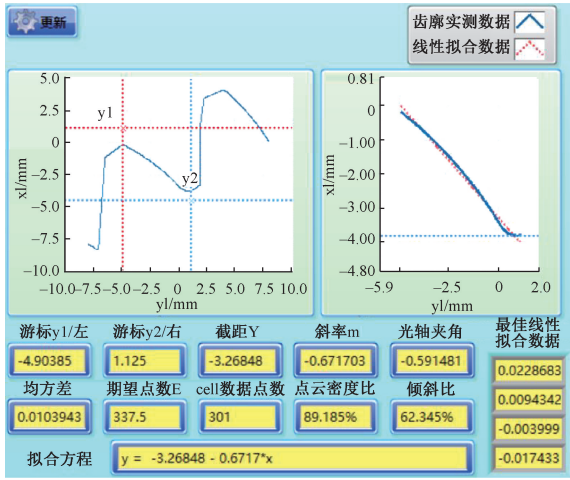 更新
齿廓实测数据
线性拟合数据
5.0
2.5
0
-2.5
-5.0
-7.5
-10.0
xl/mm
y1
y2
-10.0 -7.5 -5.0 -2.5 0 2.5 5.0 7.5 10.0
yl/mm
0.81
0
-1.00
-2.00
-3.00
-4.00
-4.80
xl/mm
-5.9 -2.5 0 2.0
yl/mm
游标y1/左 游标y2/右 截距Y 斜率m 光轴夹角 最佳线性
拟合数据
-4.90385 1.125 -3.26848 -0.671703 -0.591481 0.0228683
均方差 期望点数E cell数据点数 点云密度比 倾斜比 0.0094342
0.0103943 337.5 301 89.185% 62.345% -0.003999
拟合方程 y = -3.26848 - 0.6717*x -0.017433